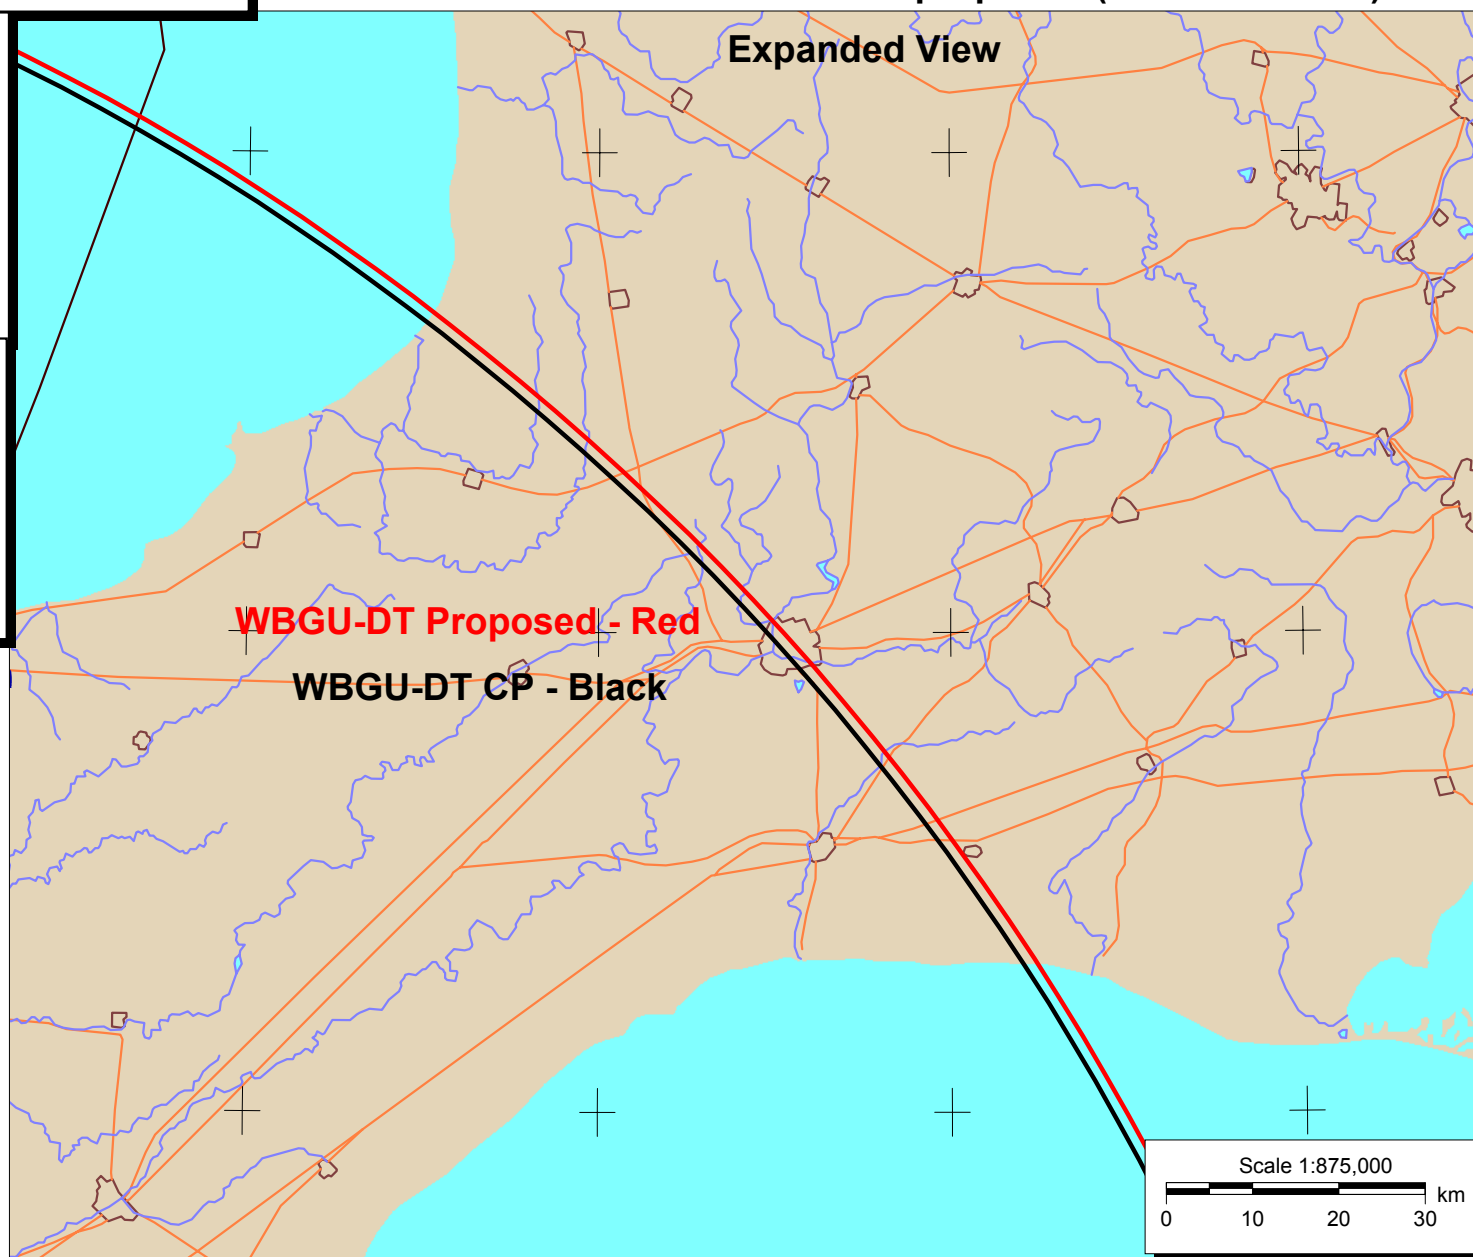 Expanded View
WBGU-DT Proposed - Red
WBGU-DT CP - Black
Scale 1:875,000
km
0 10 20 30